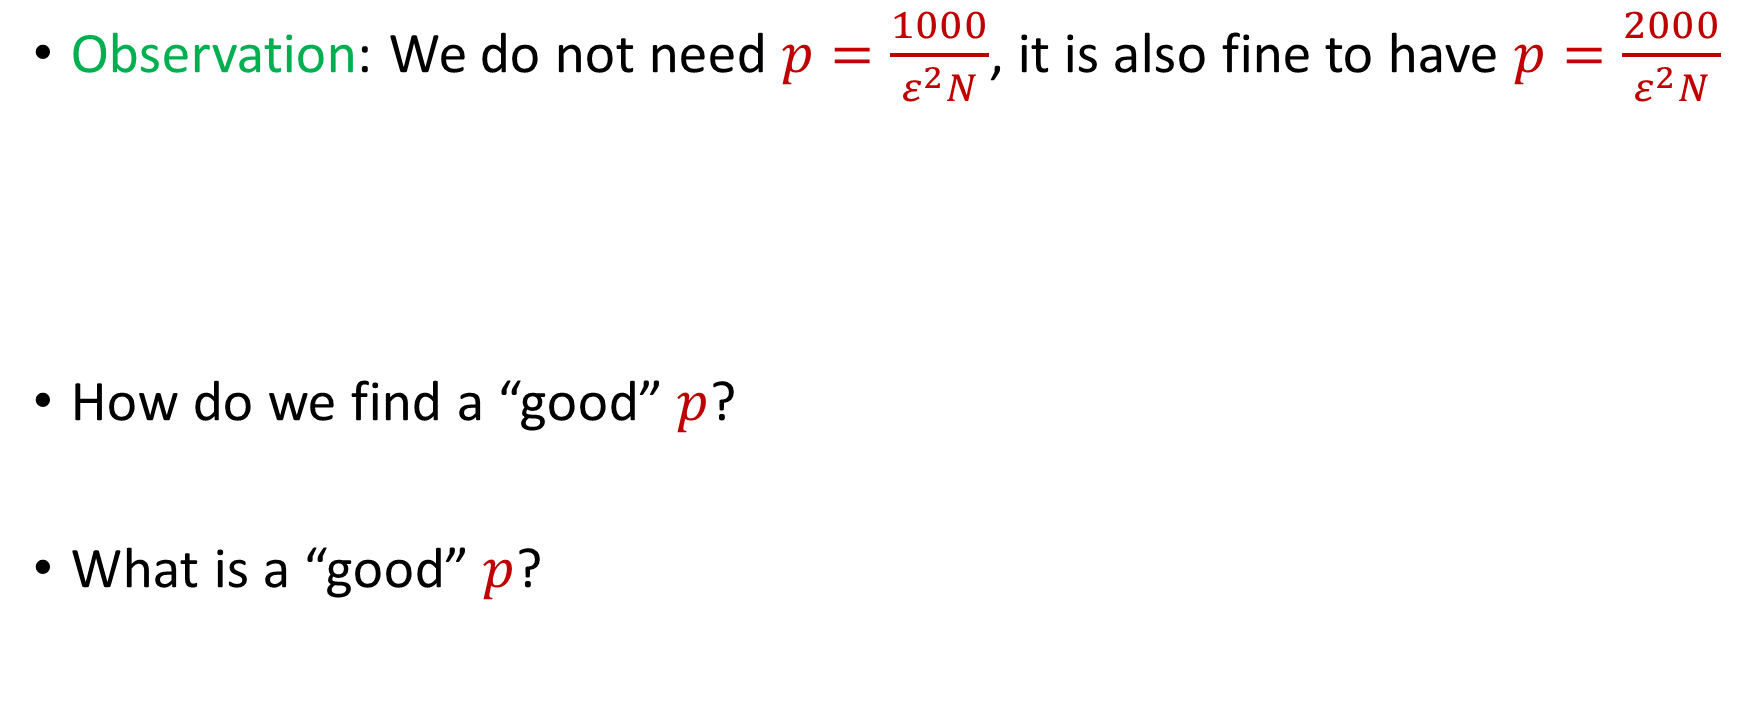 • Observation: We do not need p = 1000/ε²N, it is also fine to have p = 2000/ε²N
• How do we find a “good” p?
• What is a “good” p?